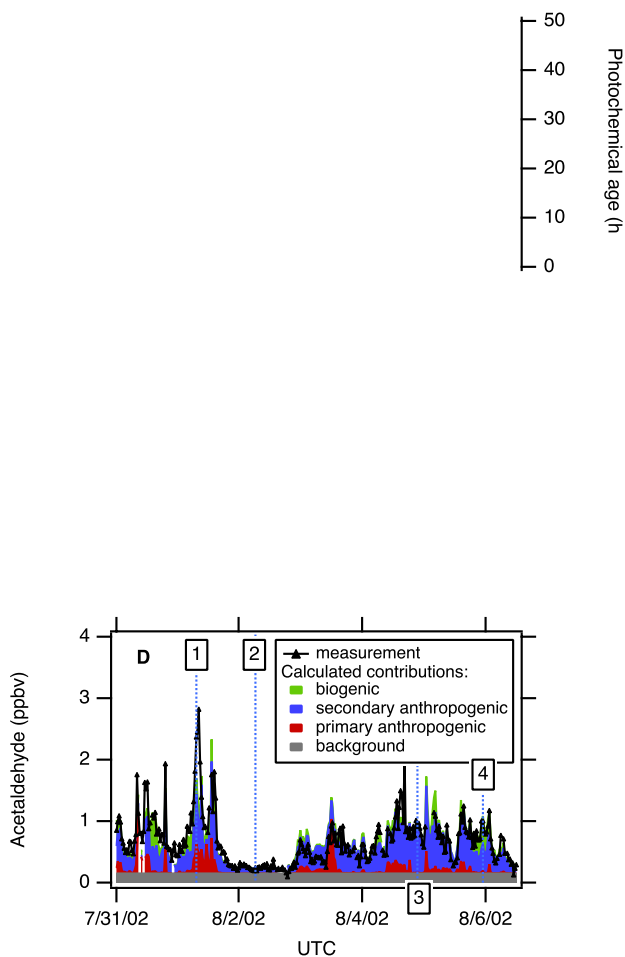 50
40
30
20
10
0
Photochemical age (h
4
3
2
1
0
Acetaldehyde (ppbv)
D
1
2
measurement
Calculated contributions:
biogenic
secondary anthropogenic
primary anthropogenic
background
4
3
7/31/02 8/2/02 8/4/02 8/6/02
UTC